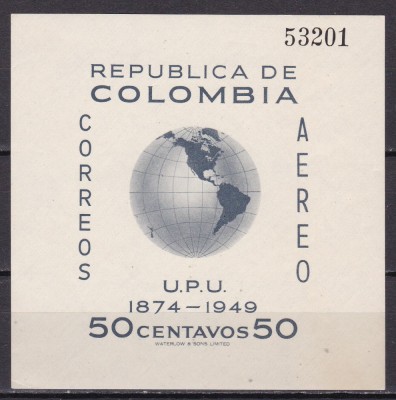 53201
REPUBLICA DE
COLOMBIA
CORREOS
AEREO
U.P.U.
1874-1949
50 CENTAVOS 50
WATERLOW & SONS LIMITED